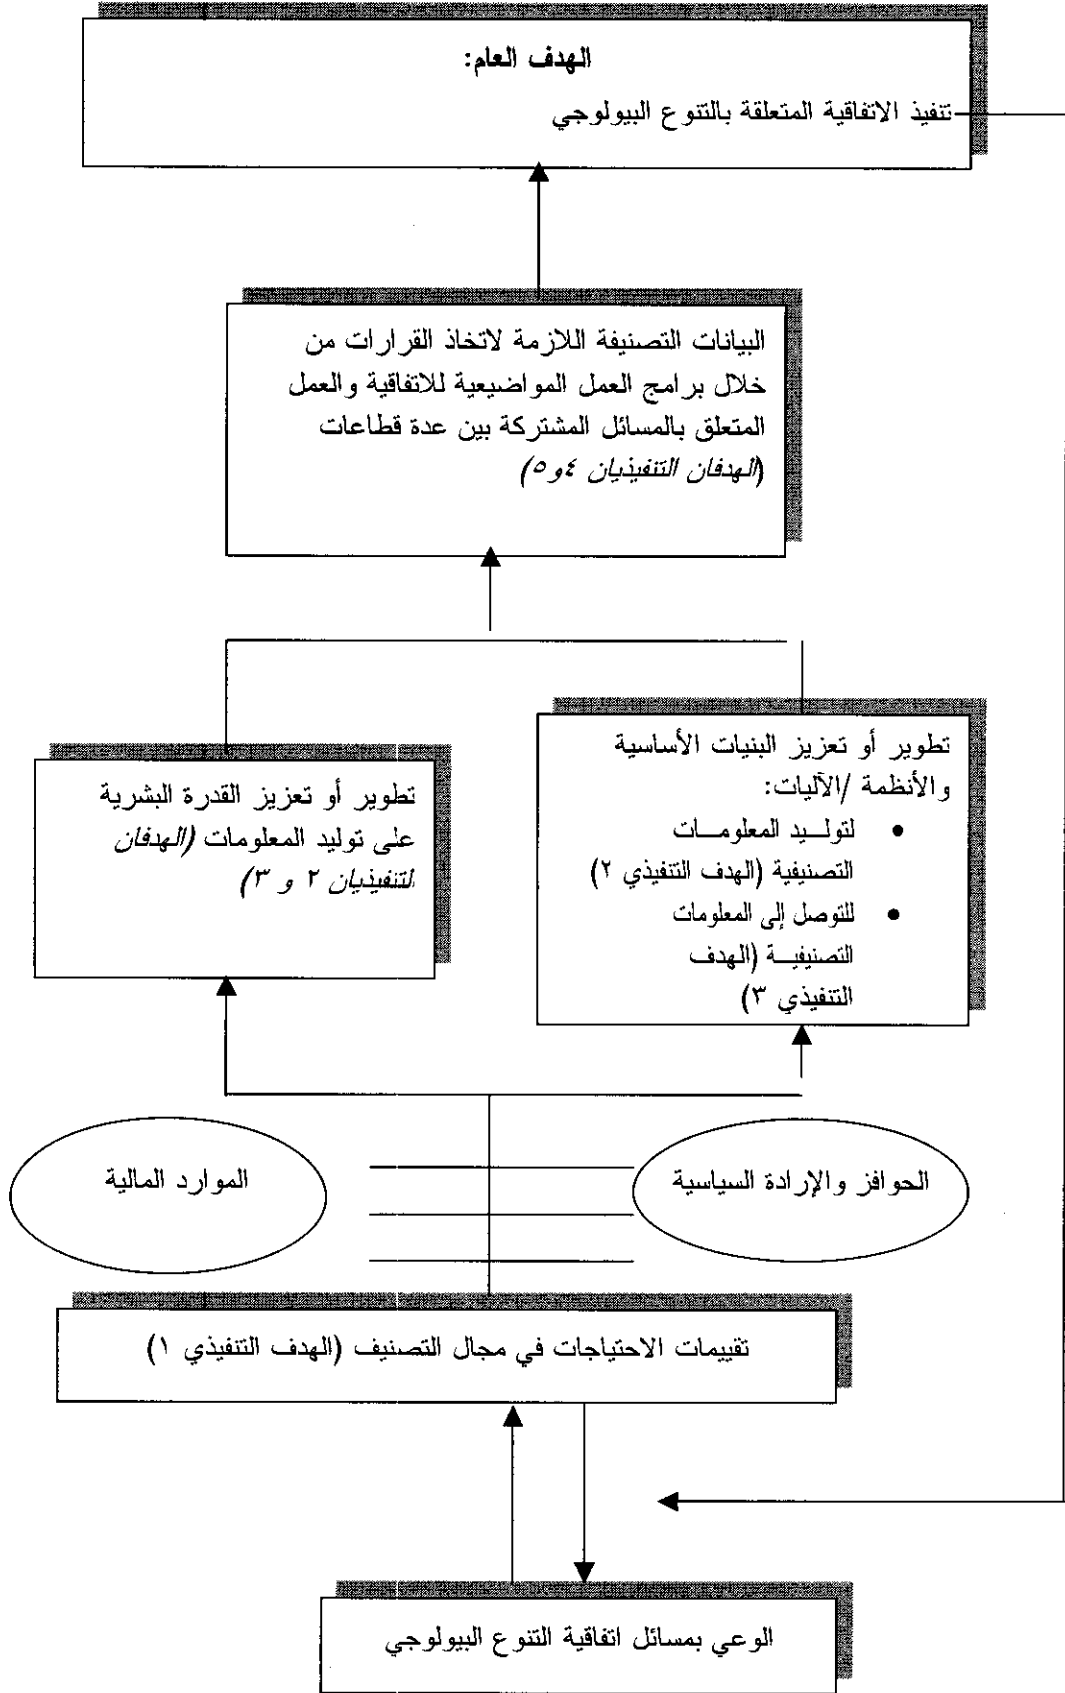 الهدف العام:
تنفيذ الاتفاقية المتعلقة بالتنوع البيولوجي
البيانات التصنيفة اللازمة لاتخاذ القرارات من
خلال برامج العمل المواضيعية للاتفاقية والعمل
المتعلق بالمسائل المشتركة بين عدة قطاعات
(الهدفان التنفيذيان ٤ و٥)
تطوير أو تعزيز البنيات الأساسية
والأنظمة /الآليات:
• لتوليد المعلومات
التصنيفية (الهدف التنفيذي ٢)
• للتوصل إلى المعلومات
التصنيفية (الهدف
التنفيذي ٣)
تطوير أو تعزيز القدرة البشرية
على توليد المعلومات (الهدفان
التنفيذيان ٢ و ٣)
الحوافز والإرادة السياسية
الموارد المالية
تقييمات الاحتياجات في مجال التصنيف (الهدف التنفيذي ١)
الوعي بمسائل اتفاقية التنوع البيولوجي